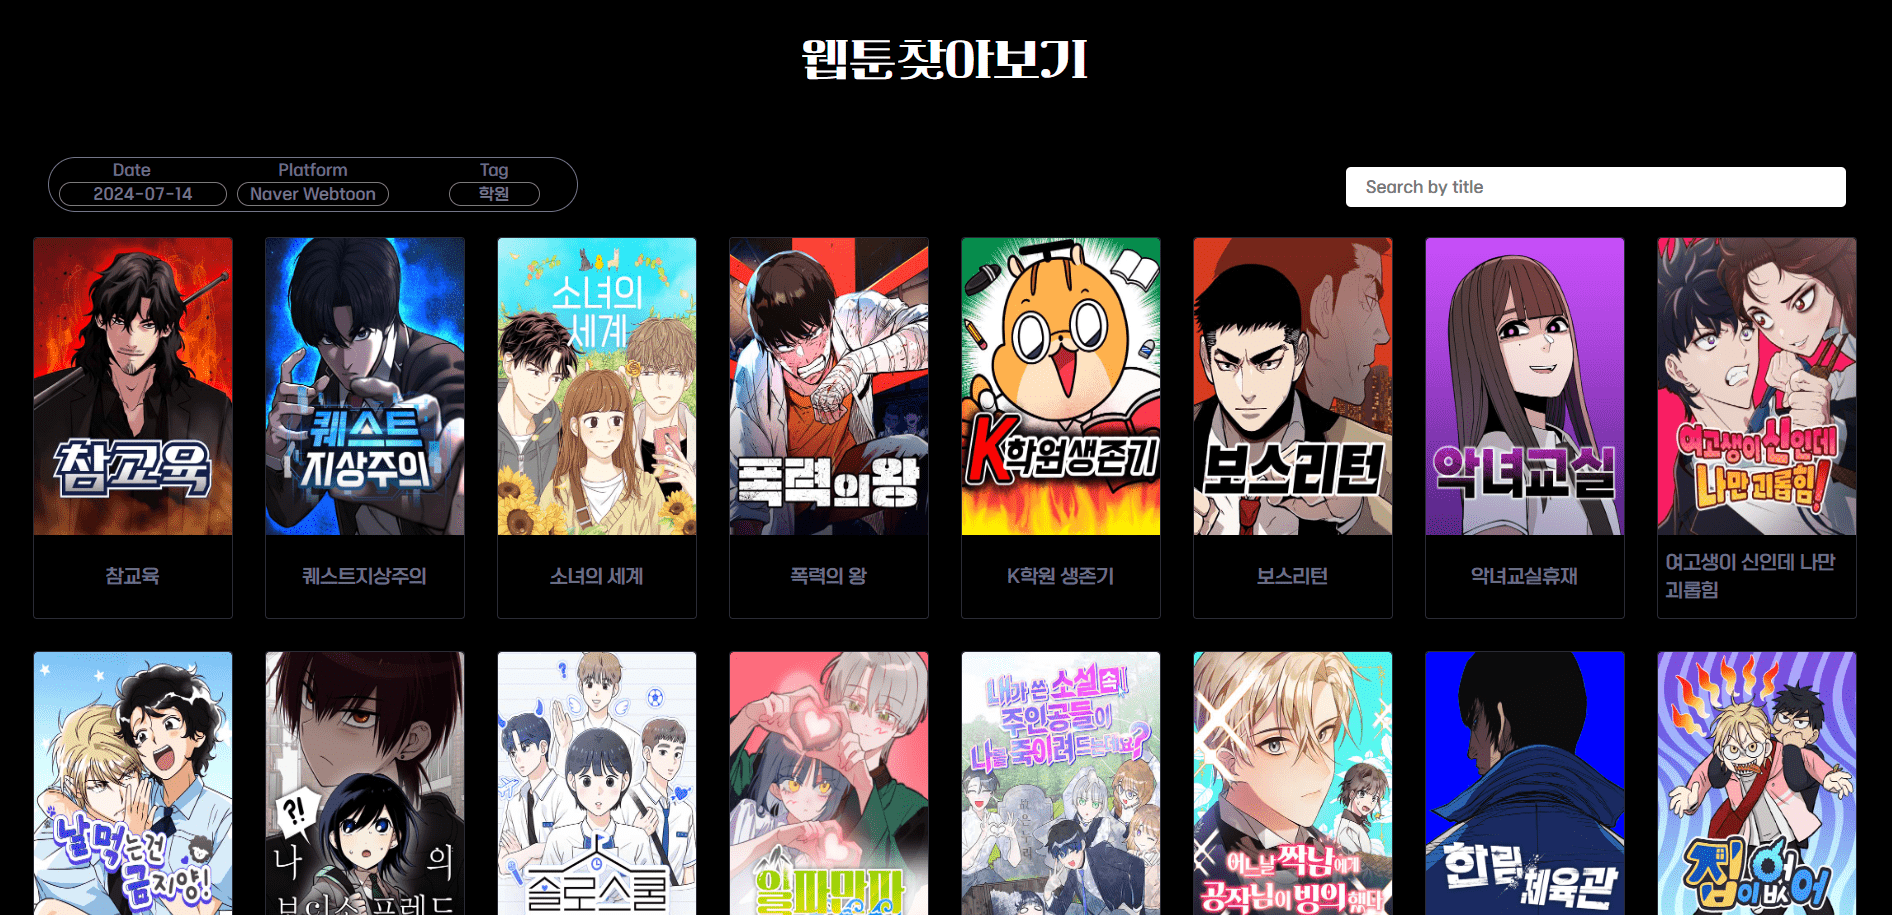 웹툰찾아보기
Date
Platform
Tag
2024-07-14
Naver Webtoon
학원
Search by title
참교육
퀘스트
지상주의
소녀의
세계
폭력의 왕
K학원생존기
보스리턴
악녀교실
여고생이 신인데
나만 괴롭힘!
참교육
퀘스트지상주의
소녀의 세계
폭력의 왕
K학원 생존기
보스리턴
악녀교실휴재
여고생이 신인데 나만
괴롭힘
날먹는건
금지양!
?!
나의
보디소 프레드
?
즐로스쿨
일파만파
내가 쓴 소설 속
주인공들이
나를 죽이려 드는데요?
어느날 짝남에게
공작님이 빙의했다
한림
체육관
집이 없어